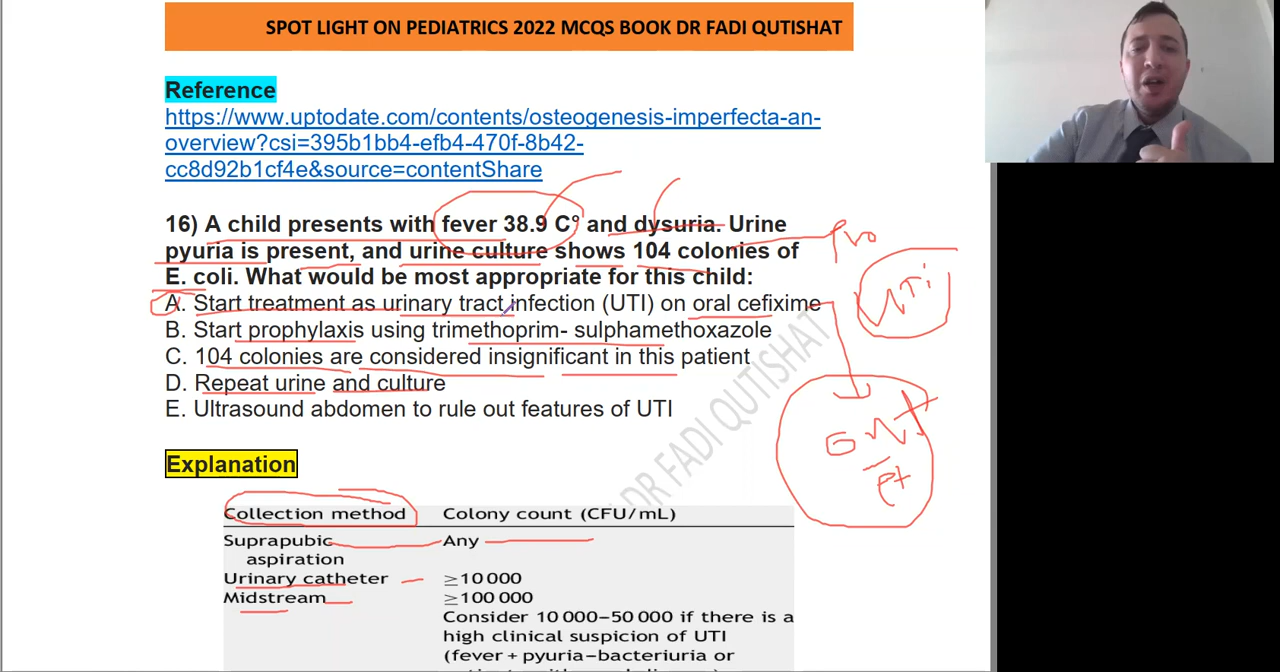 SPOT LIGHT ON PEDIATRICS 2022 MCQS BOOK DR FADI QUTISHAT
Reference
https://www.uptodate.com/contents/osteogenesis-imperfecta-an-
overview?csi=395b1bb4-efb4-470f-8b42-
cc8d92b1cf4e&source=contentShare
16) A child presents with fever 38.9 C° and dysuria. Urine
pyuria is present, and urine culture shows 104 colonies of
E. coli. What would be most appropriate for this child:
A. Start treatment as urinary tract infection (UTI) on oral cefixime
B. Start prophylaxis using trimethoprim- sulphamethoxazole
C. 104 colonies are considered insignificant in this patient
D. Repeat urine and culture
E. Ultrasound abdomen to rule out features of UTI
UTi
DR FADI QUTISHAT
Explanation
Collection method Colony count (CFU/mL)
Suprapubic Any
aspiration
Urinary catheter ≥10 000
Midstream ≥100 000
Consider 10 000–50 000 if there is a
high clinical suspicion of UTI
(fever + pyuria–bacteriuria or